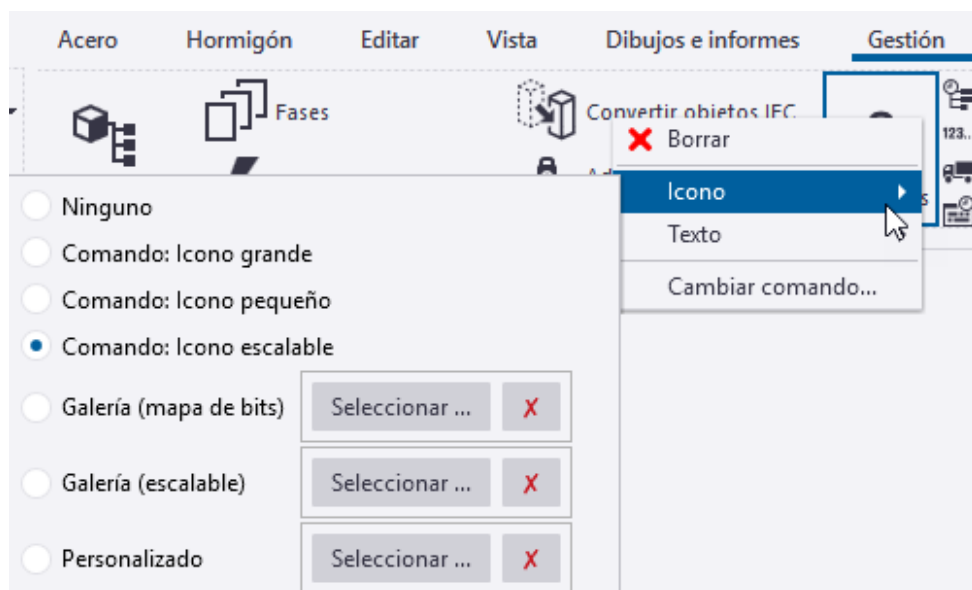 Acero Hormigón Editar Vista Dibujos e informes Gestión
Fases
Convertir objetos IEC
123..
Borrar
Icono
Texto
Cambiar comando...
Ninguno
Comando: Icono grande
Comando: Icono pequeño
Comando: Icono escalable
Galería (mapa de bits) Seleccionar ...
Galería (escalable) Seleccionar ...
Personalizado Seleccionar ...